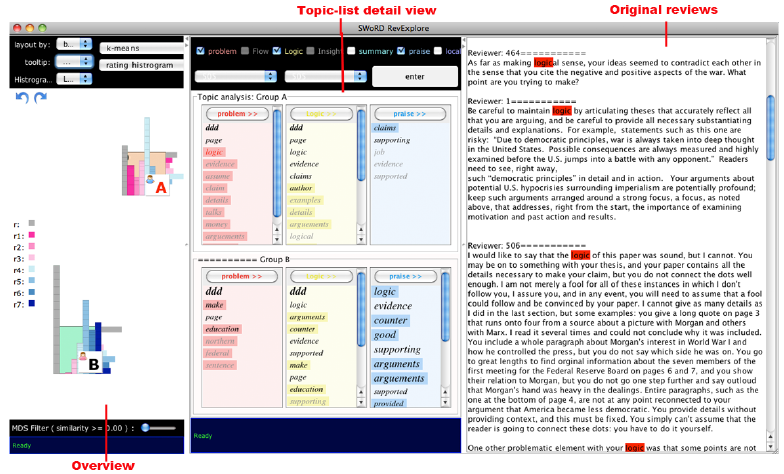 Topic-list detail view
Original reviews
SWoRD RevExplore
layout by: b...
k-means
tooltip: ...
rating histrogram
Histrogra... L...
problem Flow Logic Insight summary praise local
enter
Topic analysis: Group A
problem >>
ddd
page
logic
evidence
assume
claim
details
talks
money
arguements
Logic >>
ddd
page
logic
evidence
claims
author
examples
details
arguments
logical
praise >>
claims
supporting
job
evidence
supported
A
r:
r1:
r2:
r3:
r4:
r5:
r6:
r7:
B
========== Group B
problem >>
ddd
make
page
education
northern
federal
sentence
Logic >>
ddd
logic
arguments
counter
evidence
supported
make
page
education
supporting
praise >>
logic
evidence
counter
good
supporting
arguments
arguements
supported
provided
MDS Filter ( similarity >= 0.00 ) :
Ready
Ready
Overview
Reviewer: 464===========
As far as making logical sense, your ideas seemed to contradict each other in
the sense that you cite the negative and positive aspects of the war. What
point are you trying to make?
Reviewer: 1===========
Be careful to maintain logic by articulating theses that accurately reflect all
that you are arguing, and be careful to provide all necessary substantiating
details and explanations. For example, statements such as this one are
risky: "Due to democratic principles, war is always taken into deep thought
in the United States. Possible consequences are always measured and highly
examined before the U.S. jumps into a battle with any opponent." Readers
need to see, right away,
such "democratic principles" in detail and in action. Your arguments about
potential U.S. hypocrisies surrounding imperialism are potentially profound;
keep such arguments arranged around a strong focus, a focus, as noted
above, that addresses, right from the start, the importance of examining
motivation and past action and results.
Reviewer: 506===========
I would like to say that the logic of this paper was sound, but I cannot. You
may be on to something with your thesis, and your paper contains all the
details necessary to make your claim, but you do not connect the dots well
enough. I am not merely a fool for all of these instances in which I don't
follow you, I assure you, and in any event, you will need to assume that a fool
could follow and be convinced by your paper. I cannot give as many details as
I did in the last section, but some examples: you give a long quote on page 3
that runs onto four from a source about a picture with Morgan and others
with Marx. I read it several times and could not conclude why it was included.
You include a whole paragraph about Morgan's interest in World War I and
how he controlled the press, but you do not say which side he was on. You go
to great lengths to find orginal information about the seven members of the
first meeting for the Federal Reserve Board on pages 6 and 7, and you show
their relation to Morgan, but you do not go one step further and say outloud
that Morgan's hand was heavy in the dealings. Entire paragraphs, such as the
one at the bottom of page 4, are not at any point reconnected to your
argument that America became less democratic. You provide details without
providing context, and this must be fixed. You simply can't assume that the
reader is going to connect these dots: you have to do it yourself.
One other problematic element with your logic was that some points are not